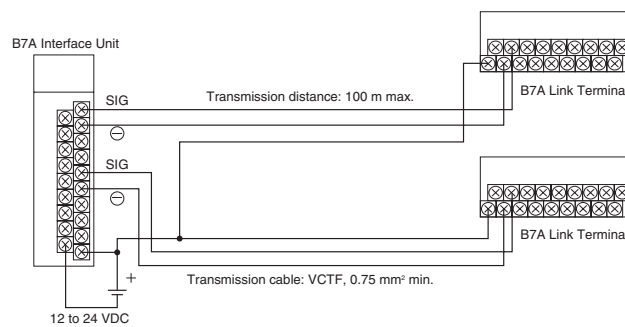 B7A Interface Unit
SIG
Transmission distance: 100 m max.
⊖
B7A Link Termina
SIG
⊖
B7A Link Termina
+
Transmission cable: VCTF, 0.75 mm² min.
12 to 24 VDC